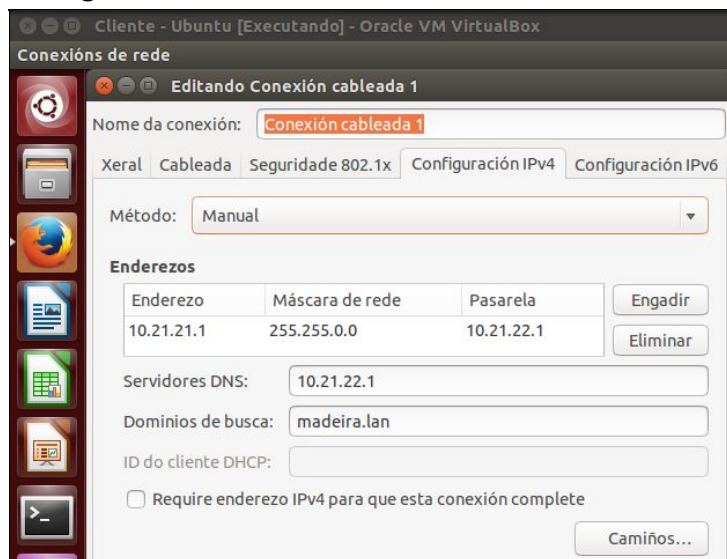 Cliente - Ubuntu [Executando] - Oracle VM VirtualBox
Conexións de rede
Editando Conexión cableada 1
Nome da conexión: Conexión cableada 1
Xeral Cableada Seguridade 802.1x Configuración IPv4 Configuración IPv6
Método: Manual
Enderezos
Enderezo Máscara de rede Pasarela Engadir
10.21.21.1 255.255.0.0 10.21.22.1 Eliminar
Servidores DNS: 10.21.22.1
Dominios de busca: madeira.lan
ID do cliente DHCP:
Require enderezo IPv4 para que esta conexión complete
Camiños...